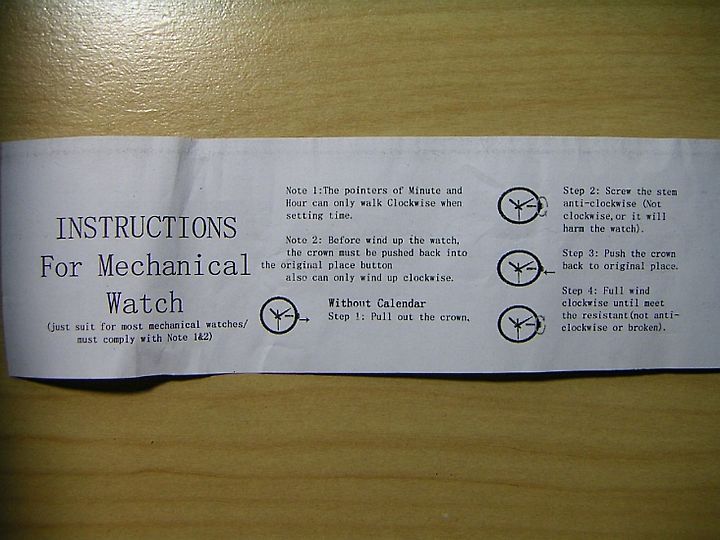 INSTRUCTIONS
For Mechanical
Watch
(just suit for most mechanical watches/
must comply with Note 1&2)
Note 1:The pointers of Minute and
Hour can only walk Clockwise when
setting time.
Note 2: Before wind up the watch,
the crown must be pushed back into
the original place button
also can only wind up clockwise.
Without Calendar
Step 1: Pull out the crown.
Step 2: Screw the stem
anti-clockwise (Not
clockwise, or it will
harm the watch).
Step 3: Push the crown
back to original place.
Step 4: Full wind
clockwise until meet
the resistant(not anti-
clockwise or broken).